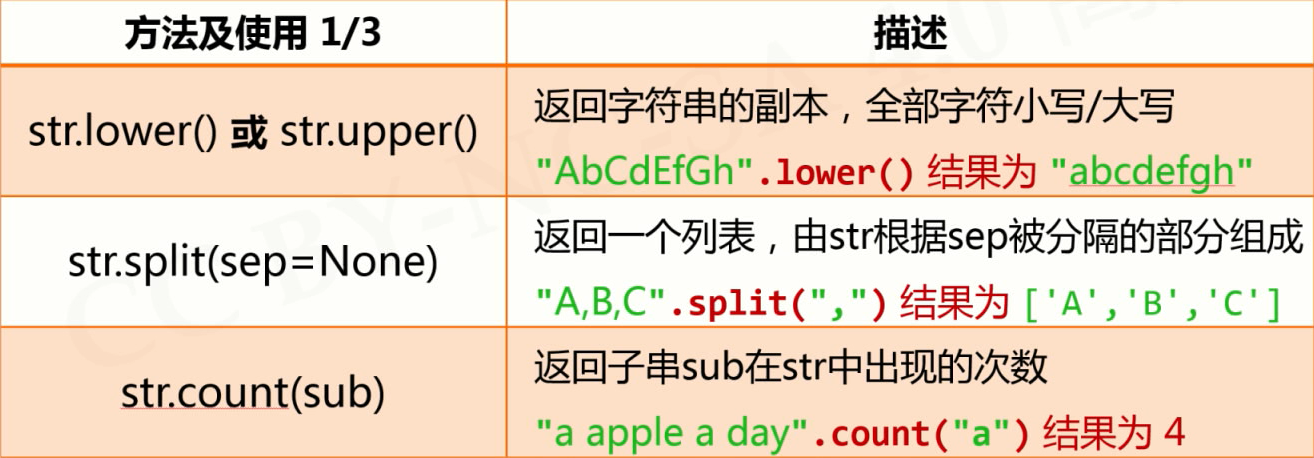 方法及使用 1/3
描述
str.lower() 或 str.upper()
返回字符串的副本，全部字符小写/大写
"AbCdEfGh".lower() 结果为 "abcdefgh"
str.split(sep=None)
返回一个列表，由str根据sep被分隔的部分组成
"A,B,C".split(",") 结果为 ['A','B','C']
str.count(sub)
返回子串sub在str中出现的次数
"a apple a day".count("a") 结果为 4
CC BY-NC-SA 4.0